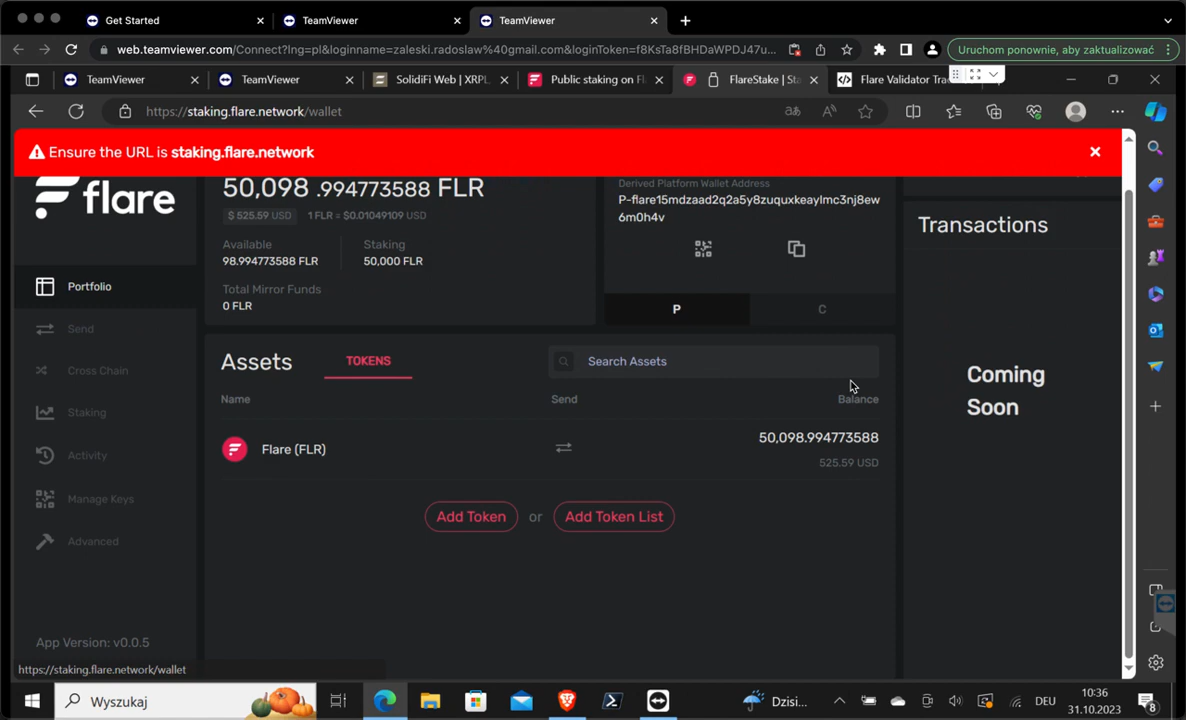 Get Started
TeamViewer
TeamViewer
web.teamviewer.com/Connect?lng=pl&loginname=zaleski.radoslaw%40gmail.com&loginToken=f8KsTa8fBHDaWPDJ47u...
Uruchom ponownie, aby zaktualizować
TeamViewer
TeamViewer
SolidiFi Web | XRPL
Public staking on Fl
FlareStake | Sta
Flare Validator Tra
https://staking.flare.network/wallet
Ensure the URL is staking.flare.network
flare
Portfolio
Send
Cross Chain
Staking
Activity
Manage Keys
Advanced
App Version: v0.0.5
https://staking.flare.network/wallet
50,098 .994773588 FLR
$ 525.59 USD
1 FLR = $0.01049109 USD
Available
98.994773588 FLR
Staking
50,000 FLR
Total Mirror Funds
0 FLR
Derived Platform Wallet Address
P-flare15mdzaad2q2a5y8zuquxkeaylmc3nj8ew
6m0h4v
P
C
Transactions
Coming
Soon
Assets
TOKENS
Search Assets
Name
Send
Balance
Flare (FLR)
50,098.994773588
525.59 USD
Add Token
or
Add Token List
Wyszukaj
Dzisi...
DEU
10:36
31.10.2023
8